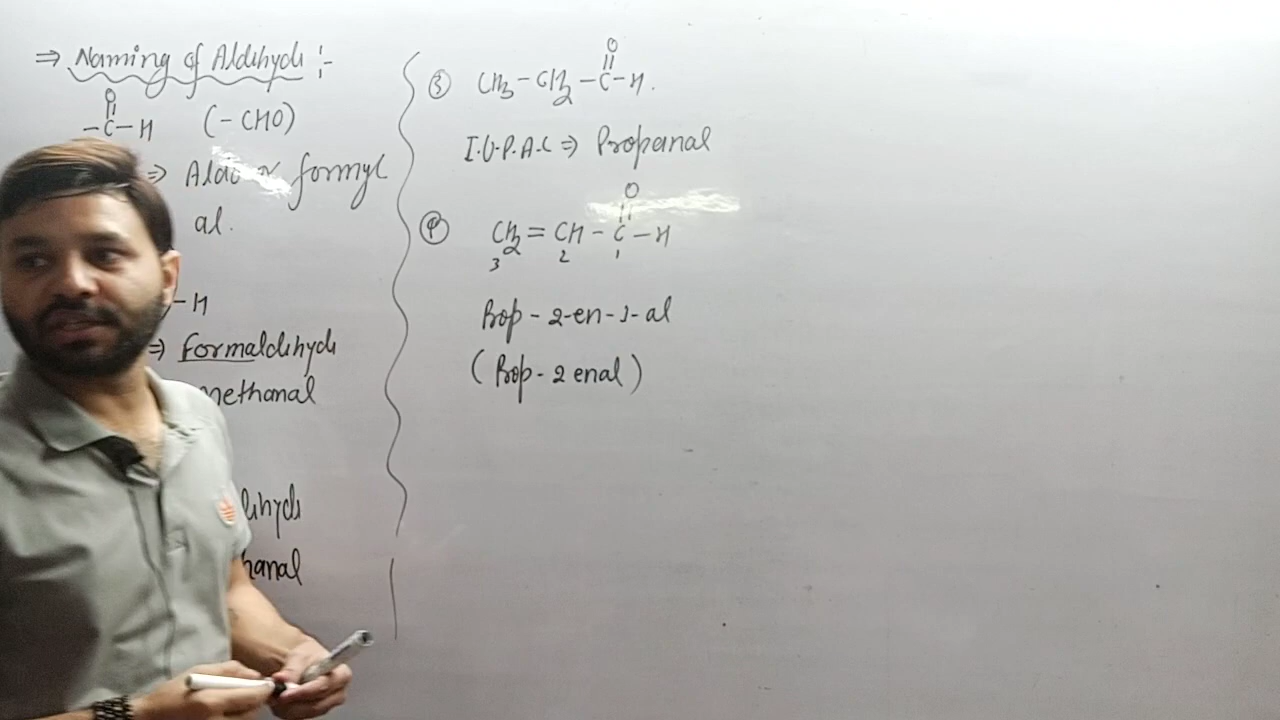 ⇒ Naming of Aldehyde :-
O
||
-C-H (-CHO)
⇒ Aldo or formyl
al.
-H
⇒ Formaldehyde
methanal
dehyde
hanal
③ CH3-CH2-C-H.
O
||
I.U.P.A.C ⇒ Propanal
④
O
||
CH2=CH-C-H
3 2 1
Prop-2-en-1-al
(Prop-2 enal)